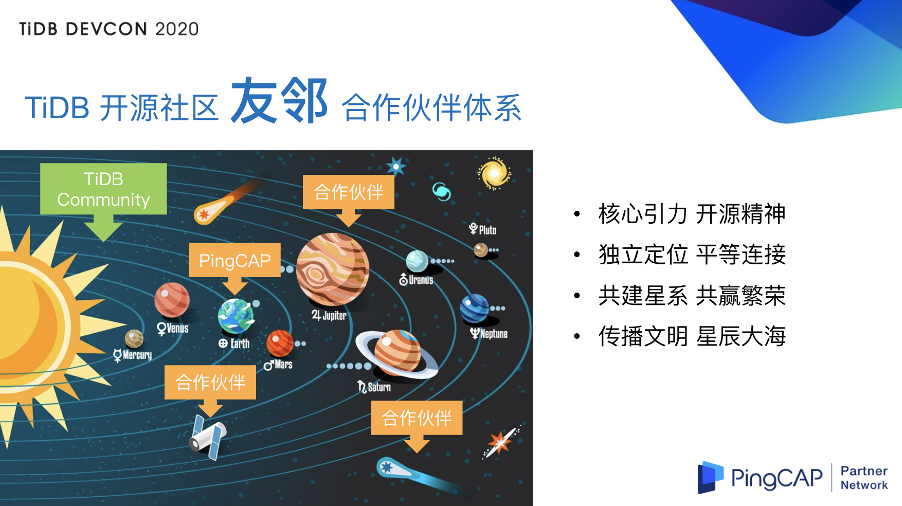 TiDB DEVCON 2020
TiDB 开源社区 友邻 合作伙伴体系
TiDB
Community
合作伙伴
PingCAP
Pluto
Uranus
Jupiter
Venus
Earth
Neptune
Mercury
Mars
Saturn
合作伙伴
合作伙伴
• 核心引力 开源精神
• 独立定位 平等连接
• 共建星系 共赢繁荣
• 传播文明 星辰大海
PingCAP
Partner
Network